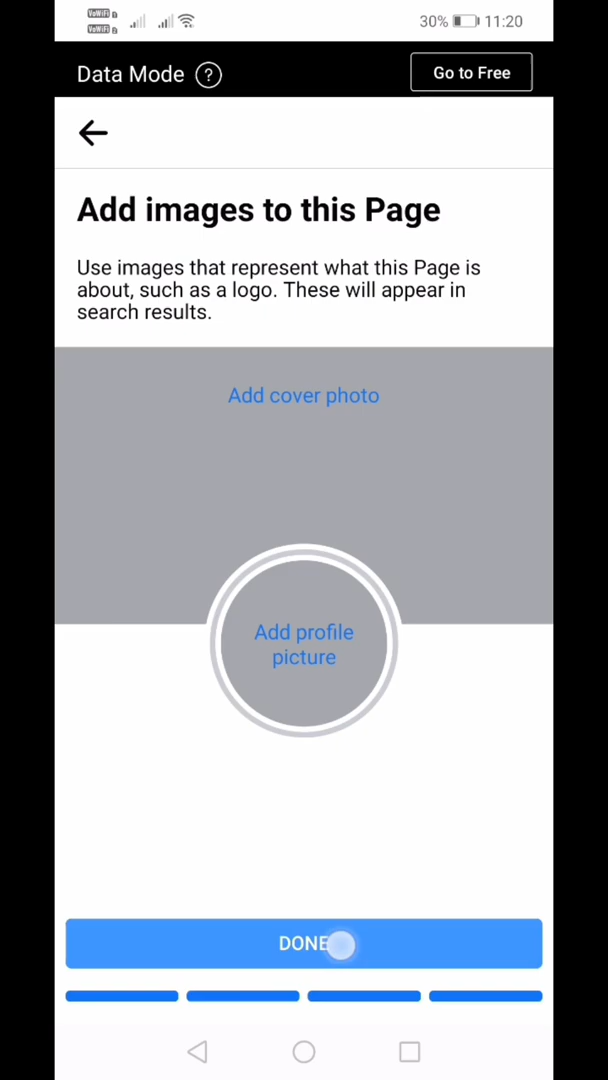 VoWiFi 1
VoWiFi 2
30% 11:20
Data Mode ?
Go to Free
Add images to this Page
Use images that represent what this Page is
about, such as a logo. These will appear in
search results.
Add cover photo
Add profile
picture
DONE